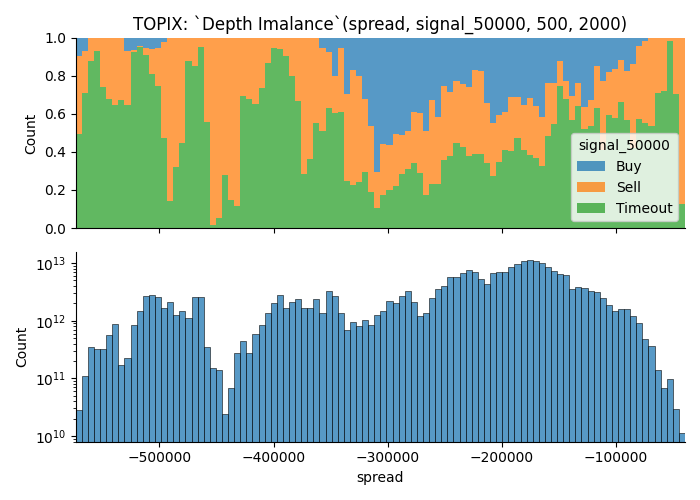 TOPIX: `Depth Imalance`(spread, signal_50000, 500, 2000)
1.0
0.8
0.6
0.4
0.2
0.0
Count
signal_50000
Buy
Sell
Timeout
10^13
10^12
10^11
10^10
Count
−500000 −400000 −300000 −200000 −100000
spread